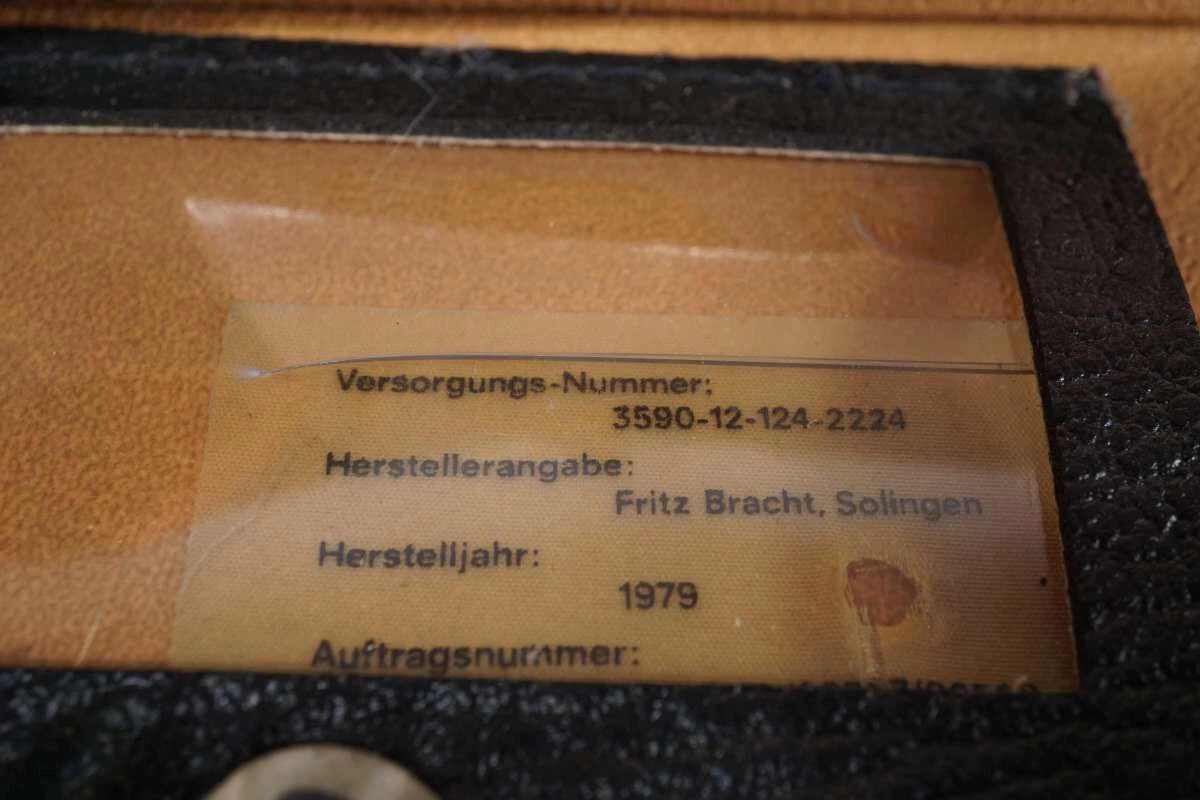 Versorgungs-Nummer:
3590-12-124-2224
Herstellerangabe:
Fritz Bracht, Solingen
Herstelljahr:
1979
Auftragsnummer: